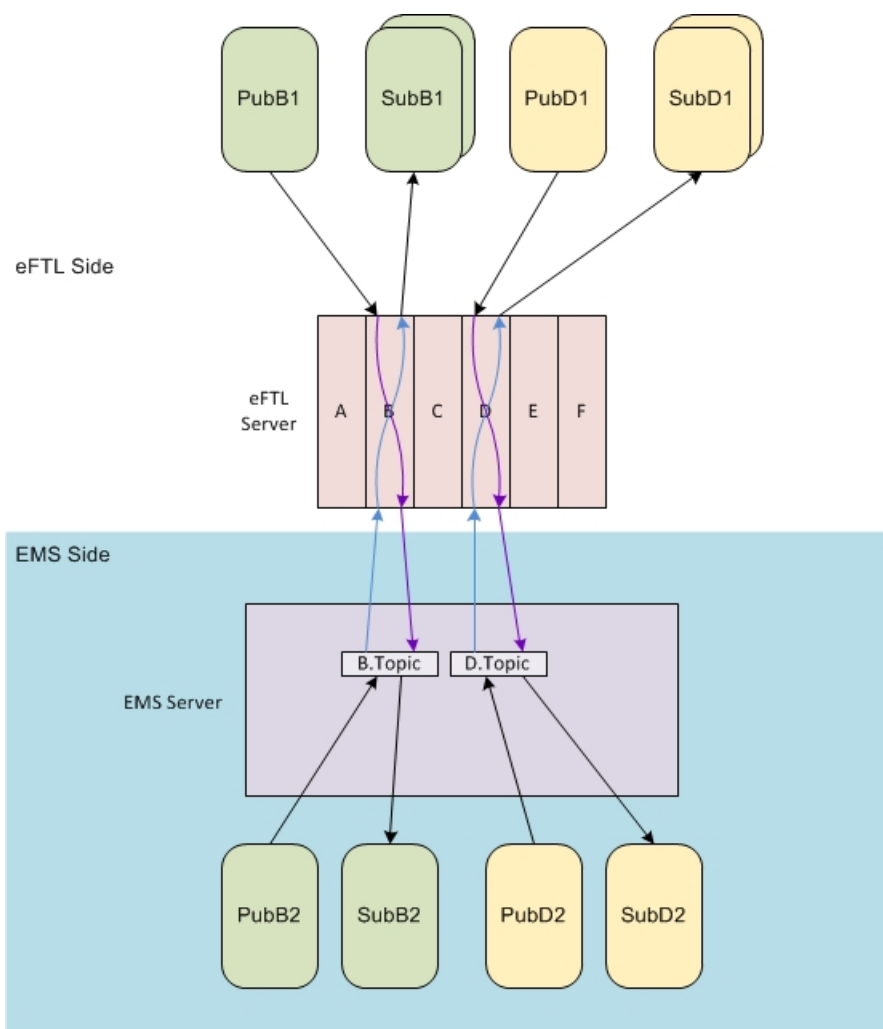 PubB1
SubB1
PubD1
SubD1
eFTL Side
eFTL
Server
A
B
C
D
E
F
EMS Side
B.Topic
D.Topic
EMS Server
PubB2
SubB2
PubD2
SubD2